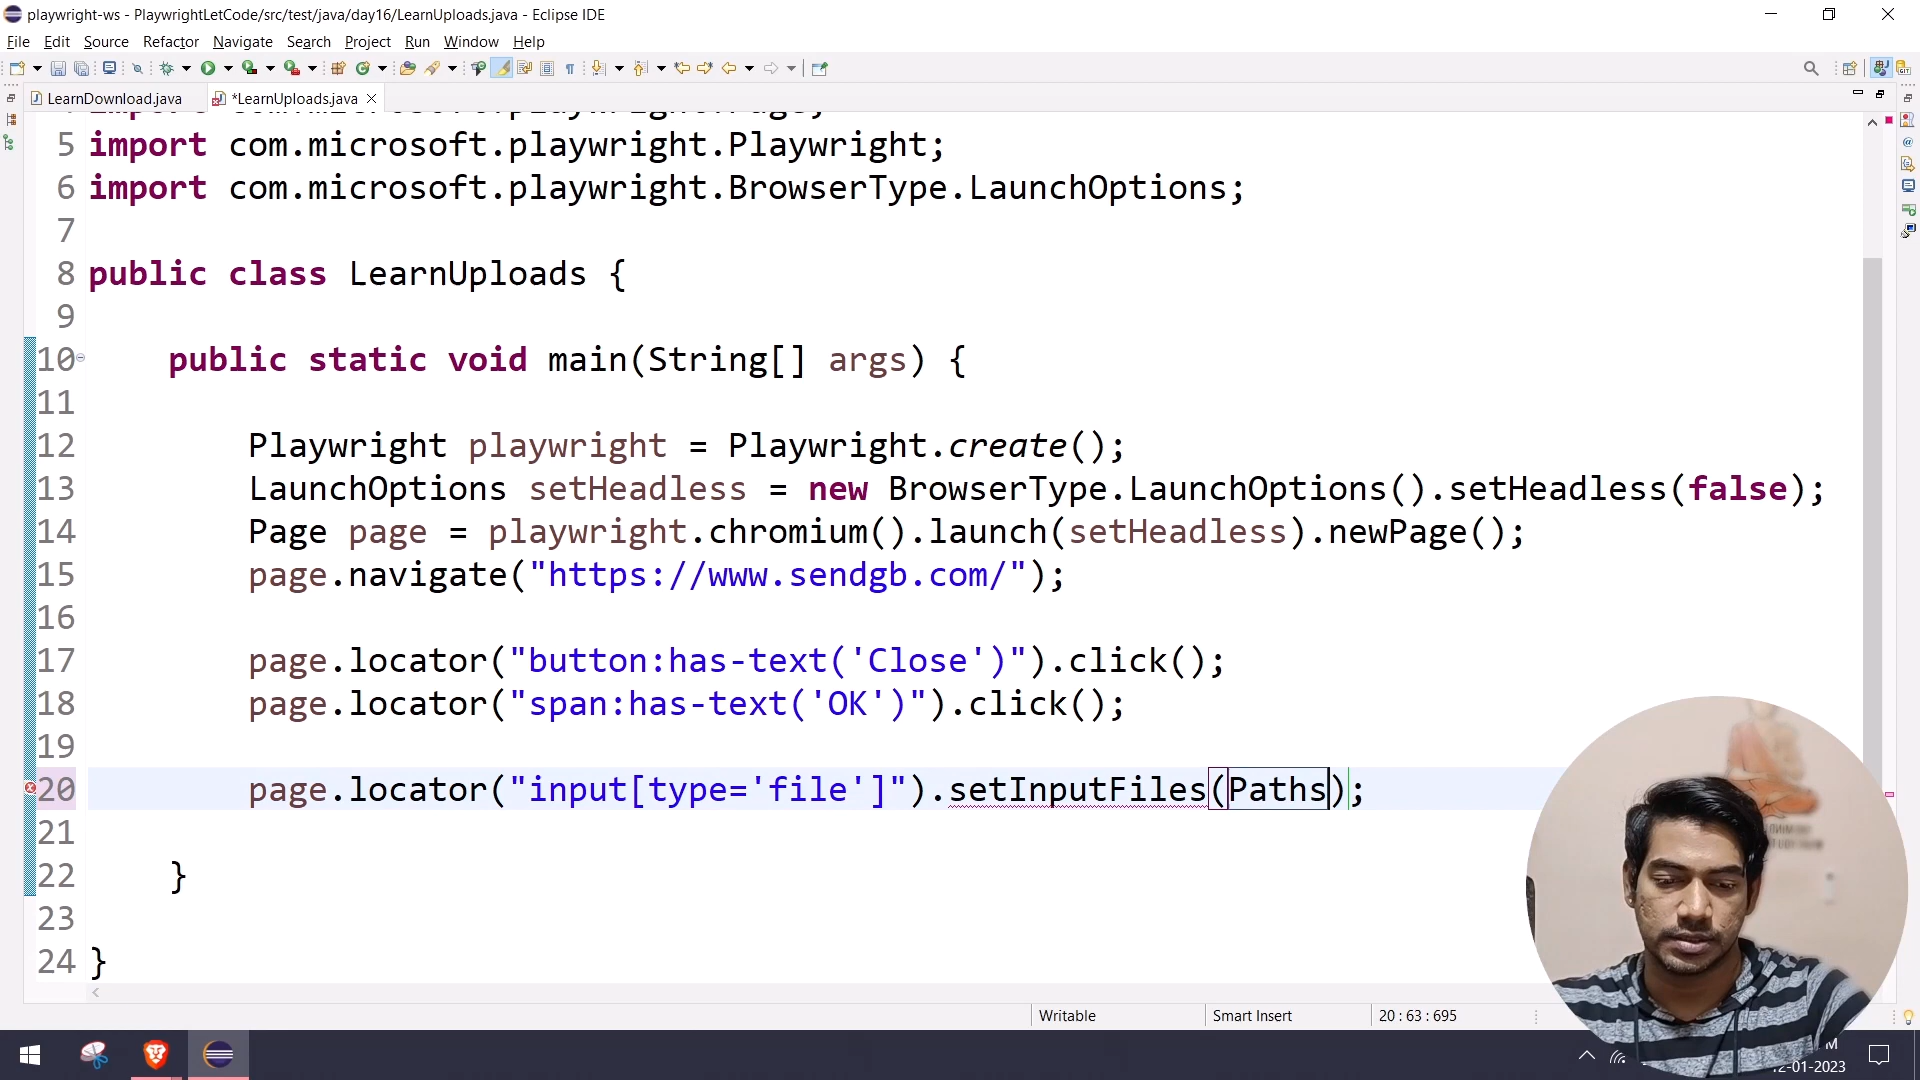 playwright-ws - PlaywrightLetCode/src/test/java/day16/LearnUploads.java - Eclipse IDE
File Edit Source Refactor Navigate Search Project Run Window Help
LearnDownload.java *LearnUploads.java
5 import com.microsoft.playwright.Playwright;
6 import com.microsoft.playwright.BrowserType.LaunchOptions;
7
8 public class LearnUploads {
9
10 public static void main(String[] args) {
11
12 Playwright playwright = Playwright.create();
13 LaunchOptions setHeadless = new BrowserType.LaunchOptions().setHeadless(false);
14 Page page = playwright.chromium().launch(setHeadless).newPage();
15 page.navigate("https://www.sendgb.com/");
16
17 page.locator("button:has-text('Close')").click();
18 page.locator("span:has-text('OK')").click();
19
20 page.locator("input[type='file']").setInputFiles(Paths);
21
22 }
23
24 }
Writable Smart Insert 20 : 63 : 695